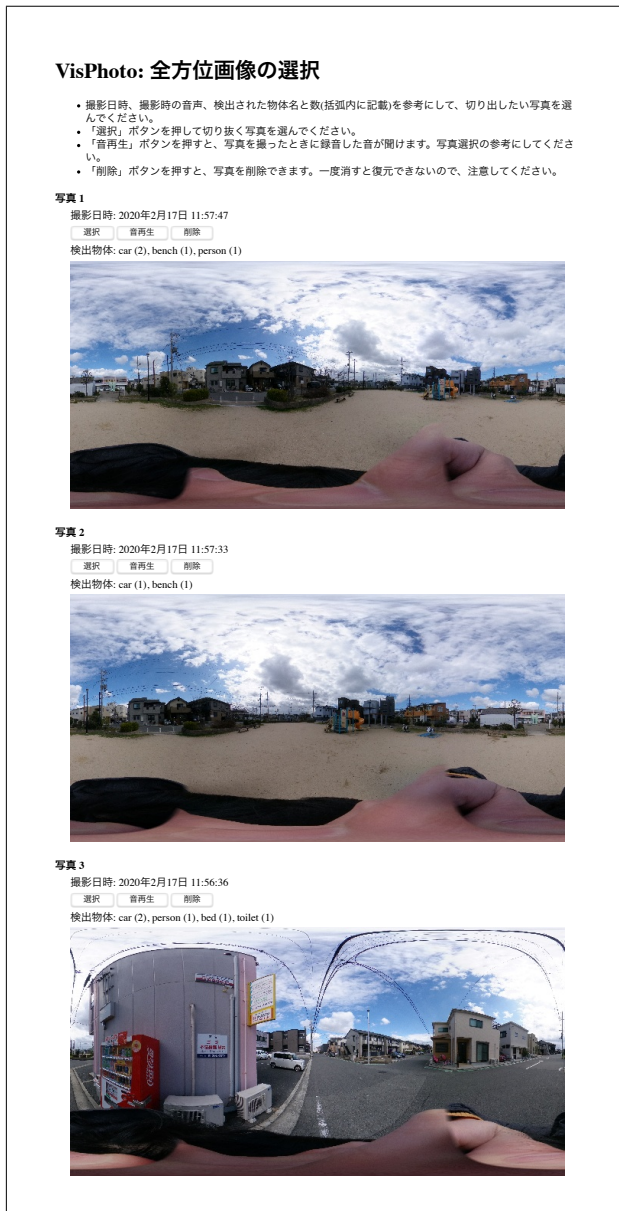 VisPhoto: 全方位画像の選択
• 撮影日時、撮影時の音声、検出された物体名と数(括弧内に記載)を参考にして、切り出したい写真を選
んでください。
• 「選択」ボタンを押して切り抜く写真を選んでください。
• 「音再生」ボタンを押すと、写真を撮ったときに録音した音が聞けます。写真選択の参考にしてくださ
い。
• 「削除」ボタンを押すと、写真を削除できます。一度消すと復元できないので、注意してください。
写真 1
撮影日時: 2020年2月17日 11:57:47
選択 音再生 削除
検出物体: car (2), bench (1), person (1)
写真 2
撮影日時: 2020年2月17日 11:57:33
選択 音再生 削除
検出物体: car (1), bench (1)
写真 3
撮影日時: 2020年2月17日 11:56:36
選択 音再生 削除
検出物体: car (2), person (1), bed (1), toilet (1)